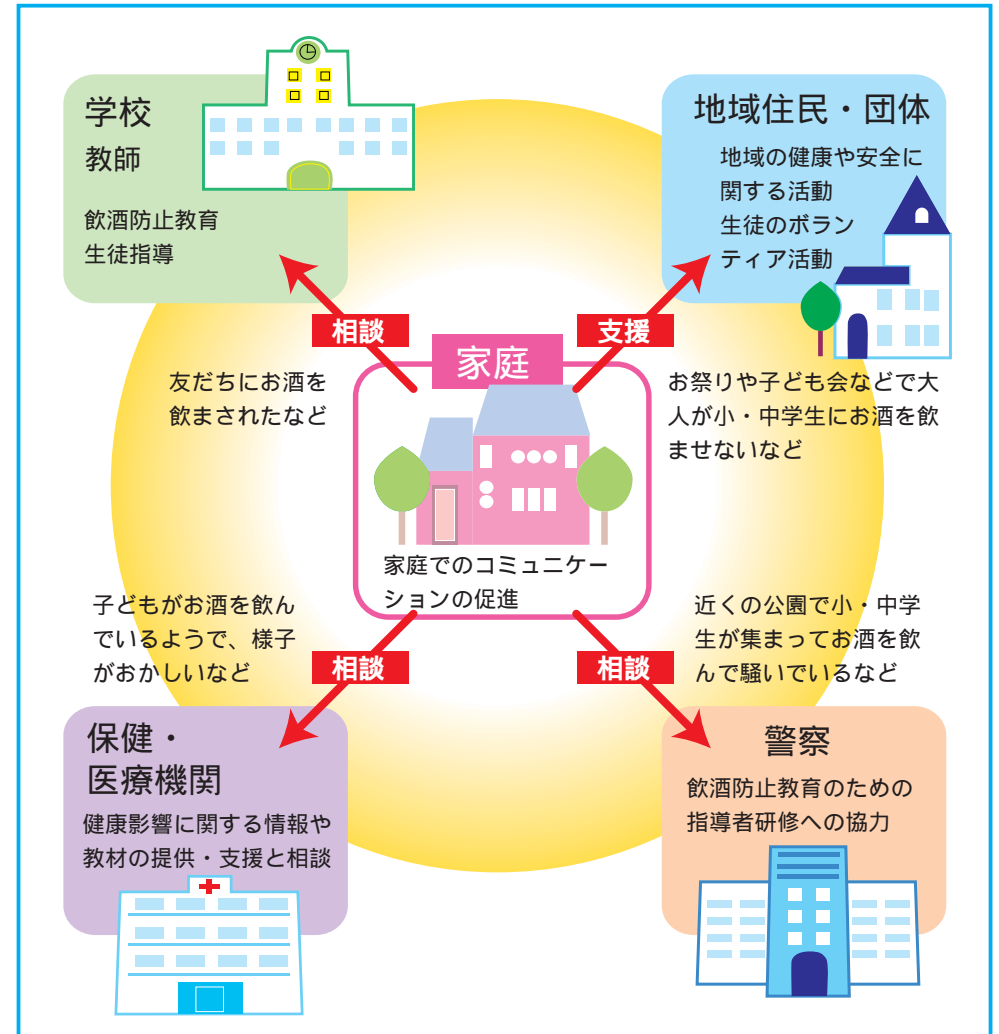 学校
教師
飲酒防止教育
生徒指導
地域住民・団体
地域の健康や安全に
関する活動
生徒のボラン
ティア活動
相談
支援
家庭
友だちにお酒を
飲まされたなど
お祭りや子ども会などで大
人が小・中学生にお酒を飲
ませないなど
家庭でのコミュニケー
ションの促進
子どもがお酒を飲ん
でいるようで、様子
がおかしいなど
近くの公園で小・中学
生が集まってお酒を飲
んで騒いでいるなど
相談
相談
保健・
医療機関
健康影響に関する情報や
教材の提供・支援と相談
警察
飲酒防止教育のための
指導者研修への協力